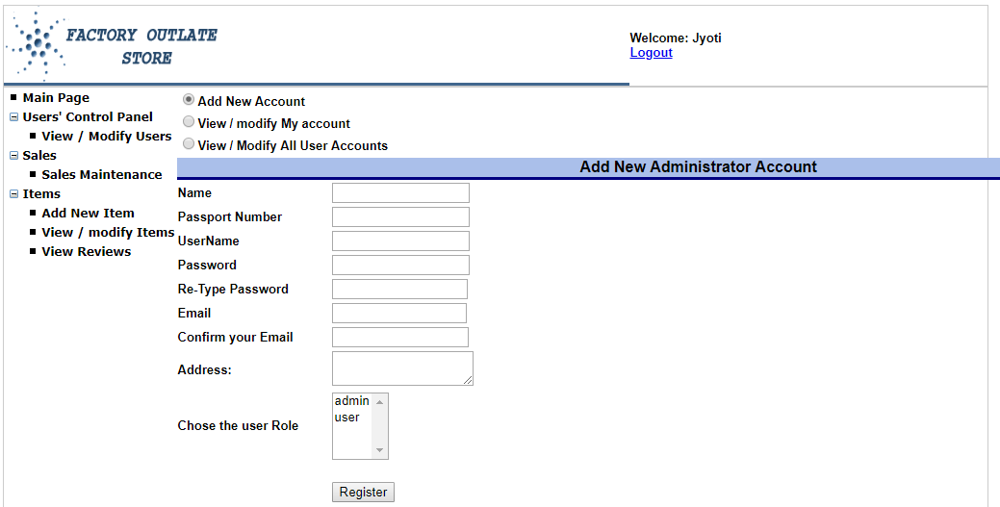 FACTORY OUTLATE
STORE
Welcome: Jyoti
Logout
Main Page
Users' Control Panel
View / Modify Users
Sales
Sales Maintenance
Items
Add New Item
View / modify Items
View Reviews
Add New Account
View / modify My account
View / Modify All User Accounts
Add New Administrator Account
Name
Passport Number
UserName
Password
Re-Type Password
Email
Confirm your Email
Address:
Chose the user Role
admin
user
Register